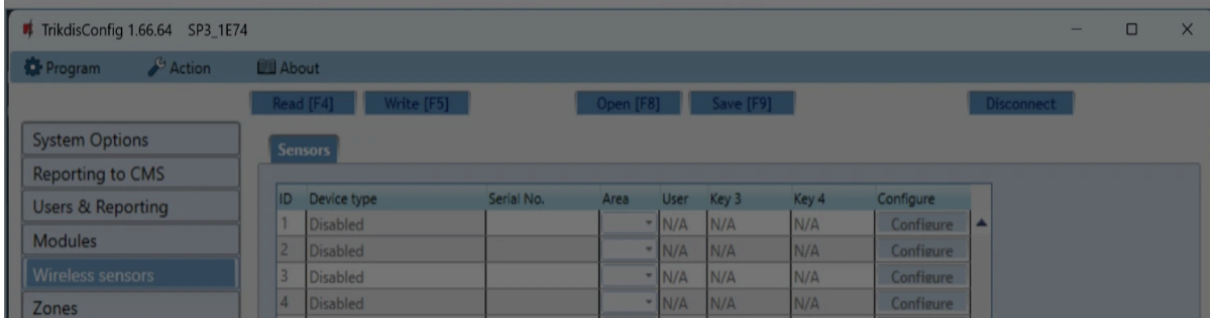 TrikdisConfig 1.66.64 SP3_1E74
Program Action About
Read [F4] Write [F5] Open [F8] Save [F9] Disconnect
System Options
Reporting to CMS
Users & Reporting
Modules
Wireless sensors
Zones
Sensors
ID Device type Serial No. Area User Key 3 Key 4 Configure
1 Disabled N/A N/A N/A Configure
2 Disabled N/A N/A N/A Configure
3 Disabled N/A N/A N/A Configure
4 Disabled N/A N/A N/A Configure